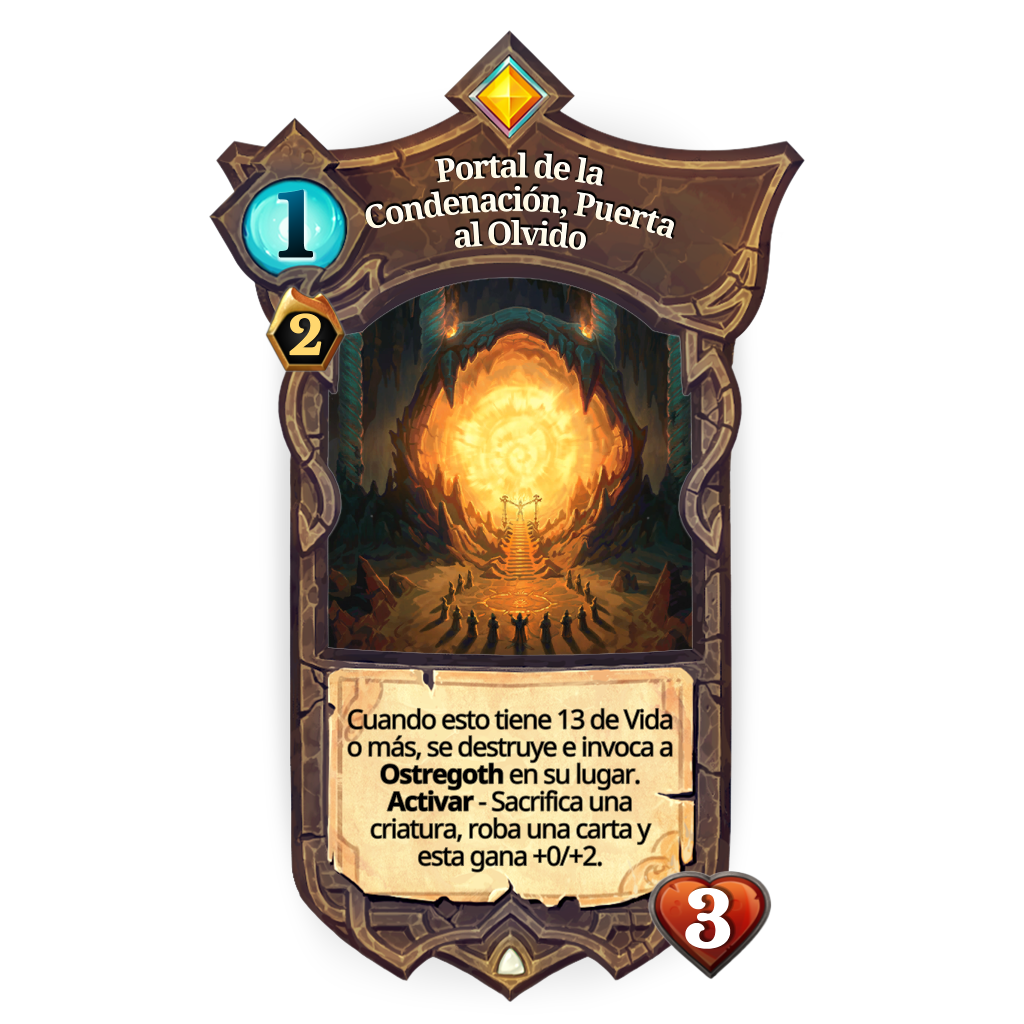 Portal de la
Condenación, Puerta
al Olvido
1
2
Cuando esto tiene 13 de Vida
o más, se destruye e invoca a
Ostregoth en su lugar.
Activar - Sacrifica una
criatura, roba una carta y
esta gana +0/+2.
3